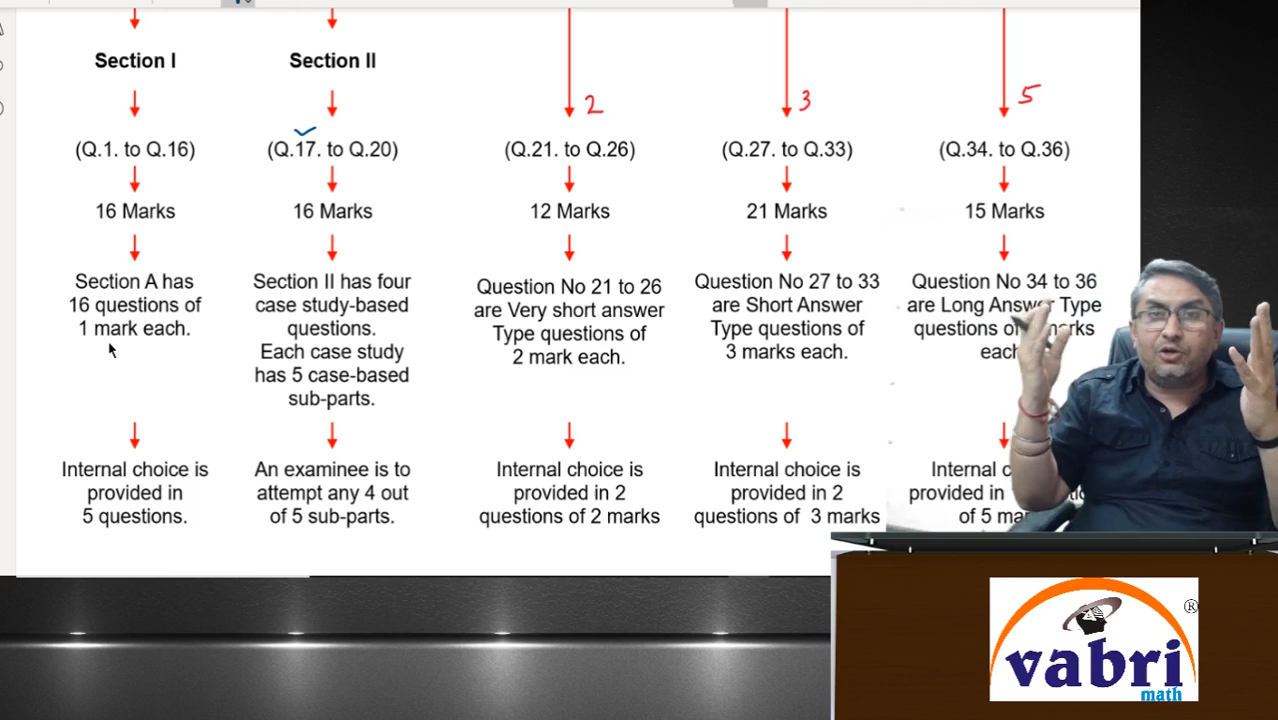 Section I
Section II
2
3
5
(Q.1. to Q.16)
(Q.17. to Q.20)
(Q.21. to Q.26)
(Q.27. to Q.33)
(Q.34. to Q.36)
16 Marks
16 Marks
12 Marks
21 Marks
15 Marks
Section A has
16 questions of
1 mark each.
Section II has four
case study-based
questions.
Each case study
has 5 case-based
sub-parts.
Question No 21 to 26
are Very short answer
Type questions of
2 mark each.
Question No 27 to 33
are Short Answer
Type questions of
3 marks each.
Question No 34 to 36
are Long Answer Type
questions
Internal choice is
provided in
5 questions.
An examinee is to
attempt any 4 out
of 5 sub-parts.
Internal choice is
provided in 2
questions of 2 marks
Internal choice is
provided in 2
questions of 3 marks
Internal
provided in
of 5
vabri
math
®